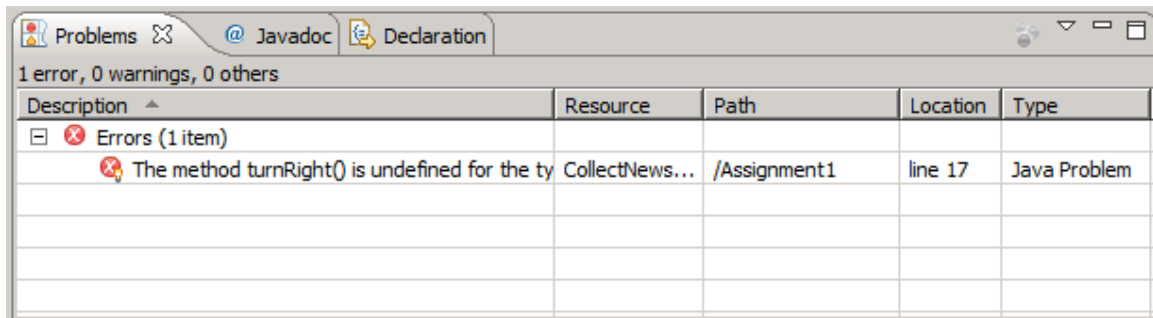 Problems @ Javadoc Declaration
1 error, 0 warnings, 0 others
Description Resource Path Location Type
Errors (1 item)
The method turnRight() is undefined for the ty CollectNews... /Assignment1 line 17 Java Problem